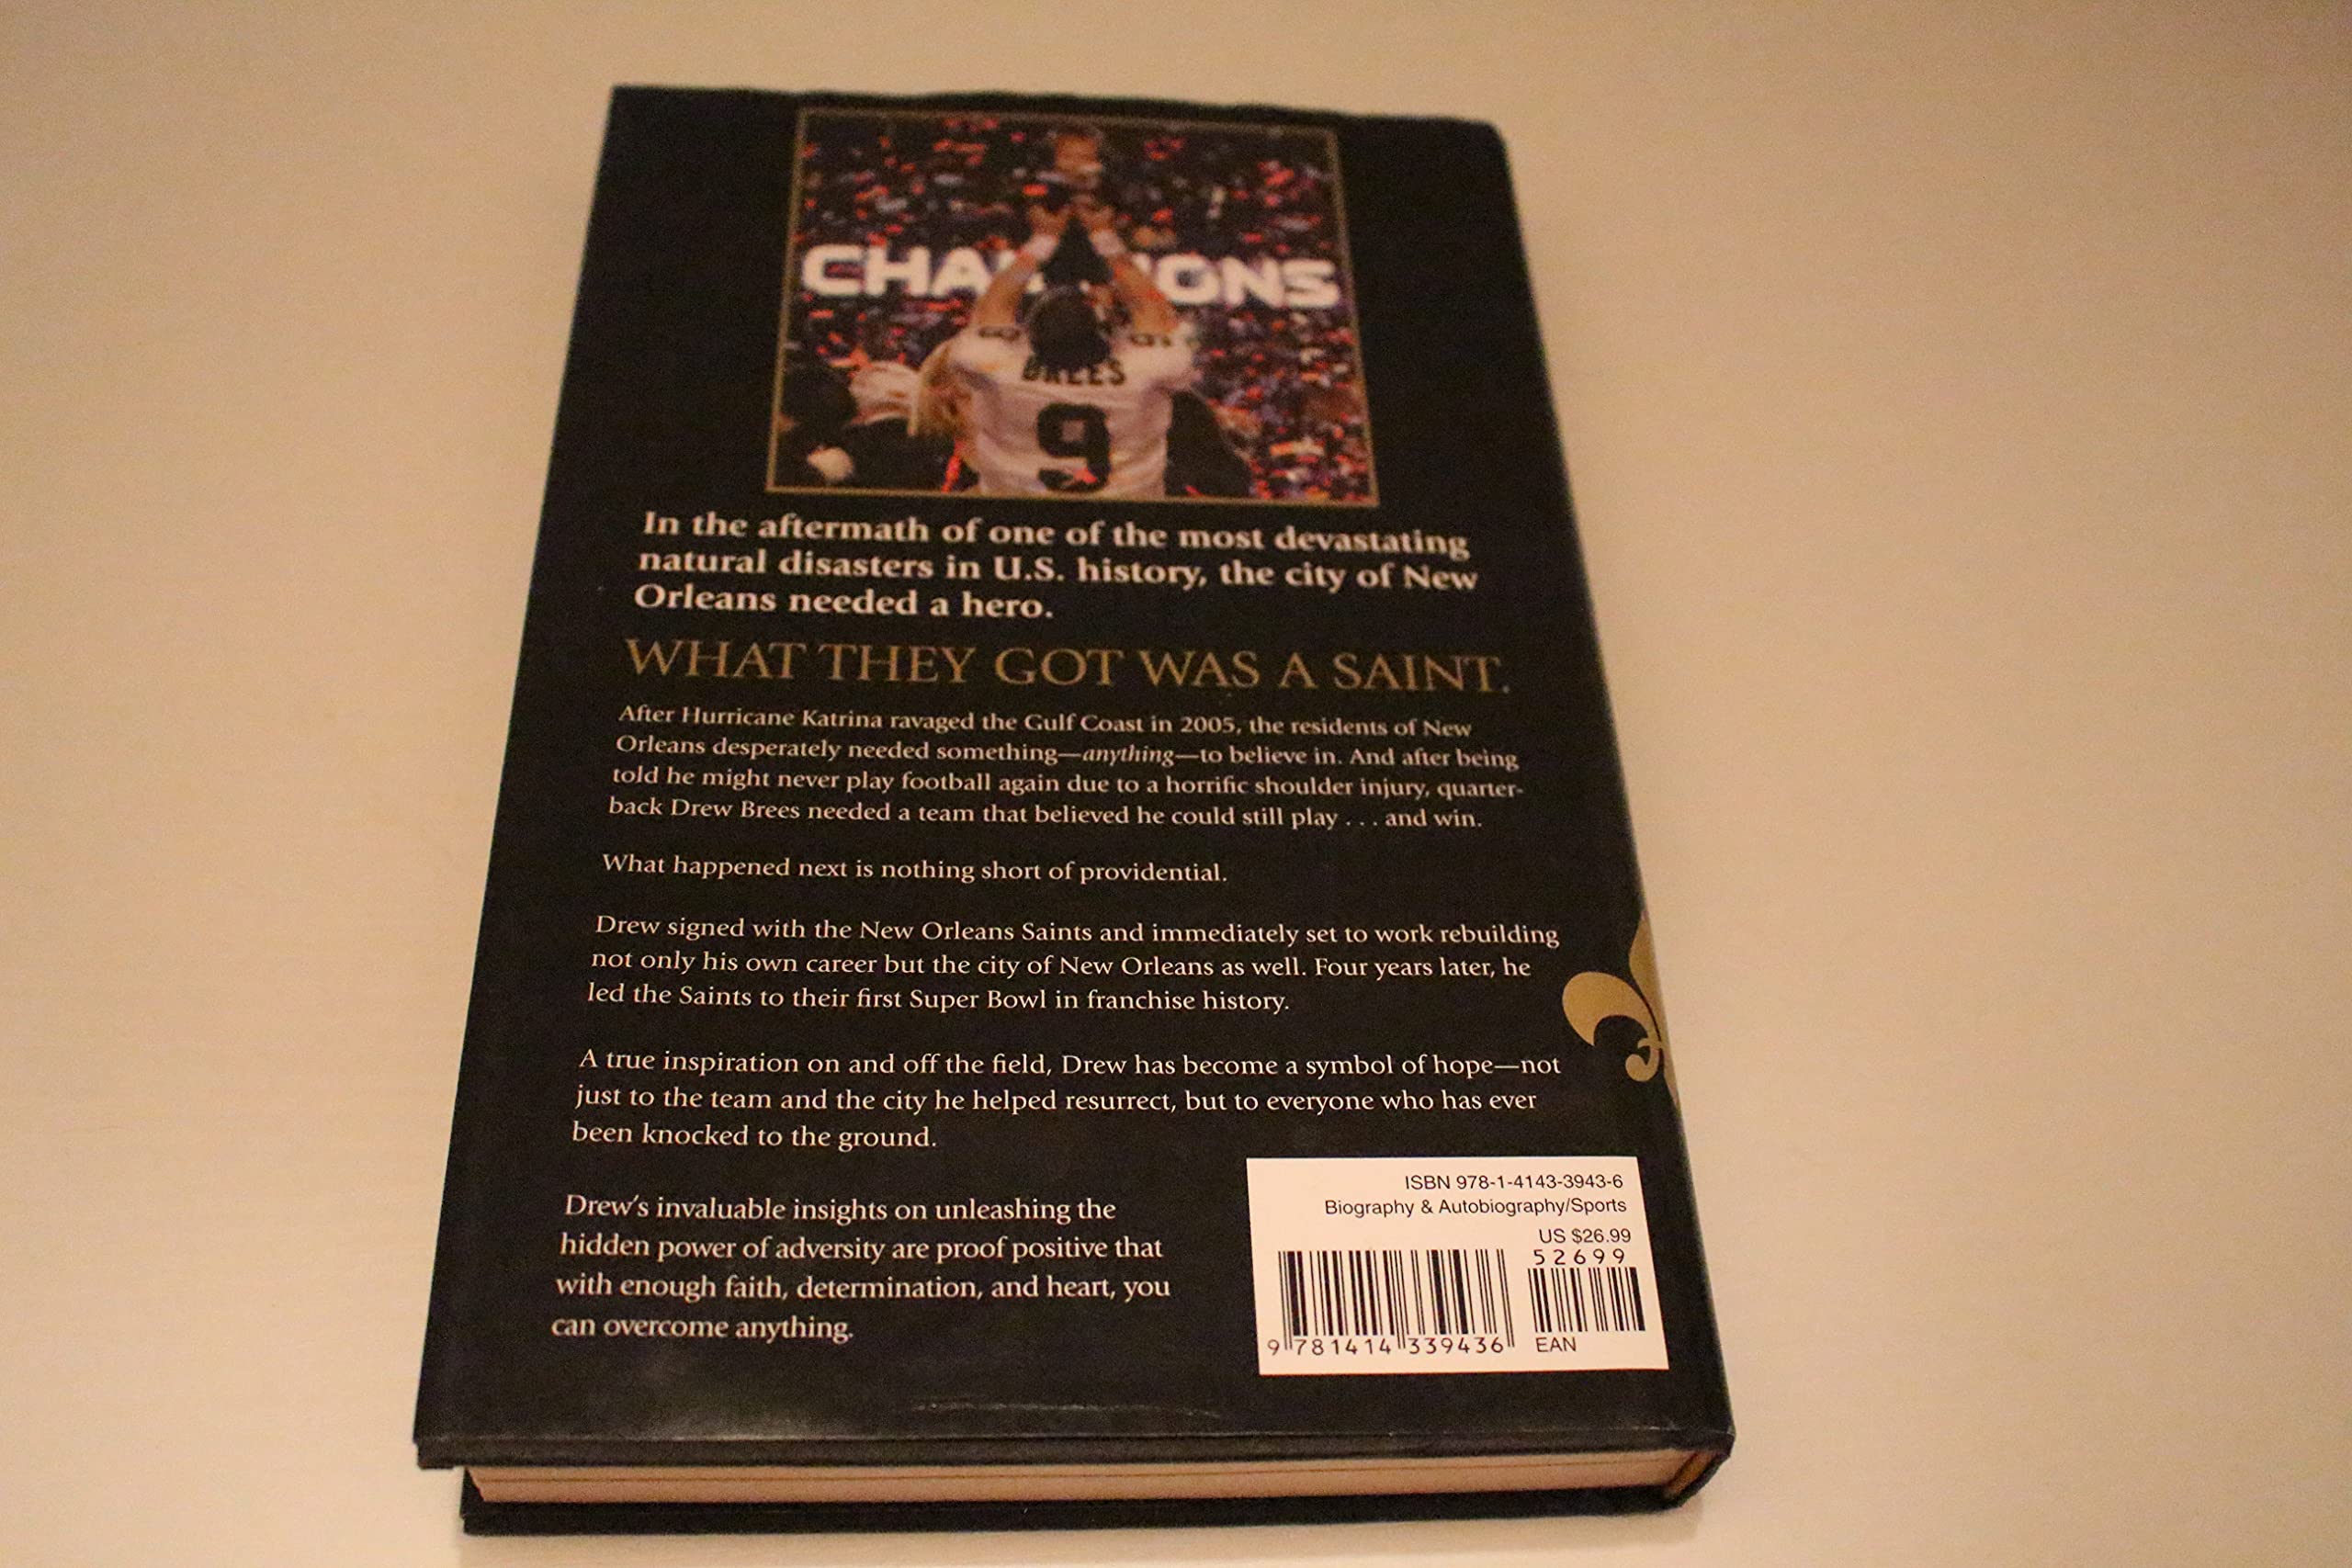 CHA IONS
BREES
9
In the aftermath of one of the most devastating
natural disasters in U.S. history, the city of New
Orleans needed a hero.
WHAT THEY GOT WAS A SAINT.
After Hurricane Katrina ravaged the Gulf Coast in 2005, the residents of New
Orleans desperately needed something—anything—to believe in. And after being
told he might never play football again due to a horrific shoulder injury, quarter-
back Drew Brees needed a team that believed he could still play . . . and win.
What happened next is nothing short of providential.
Drew signed with the New Orleans Saints and immediately set to work rebuilding
not only his own career but the city of New Orleans as well. Four years later, he
led the Saints to their first Super Bowl in franchise history.
A true inspiration on and off the field, Drew has become a symbol of hope—not
just to the team and the city he helped resurrect, but to everyone who has ever
been knocked to the ground.
Drew's invaluable insights on unleashing the
hidden power of adversity are proof positive that
with enough faith, determination, and heart, you
can overcome anything.
ISBN 978-1-4143-3943-6
Biography & Autobiography/Sports
US $26.99
52699
9 781414 339436
EAN